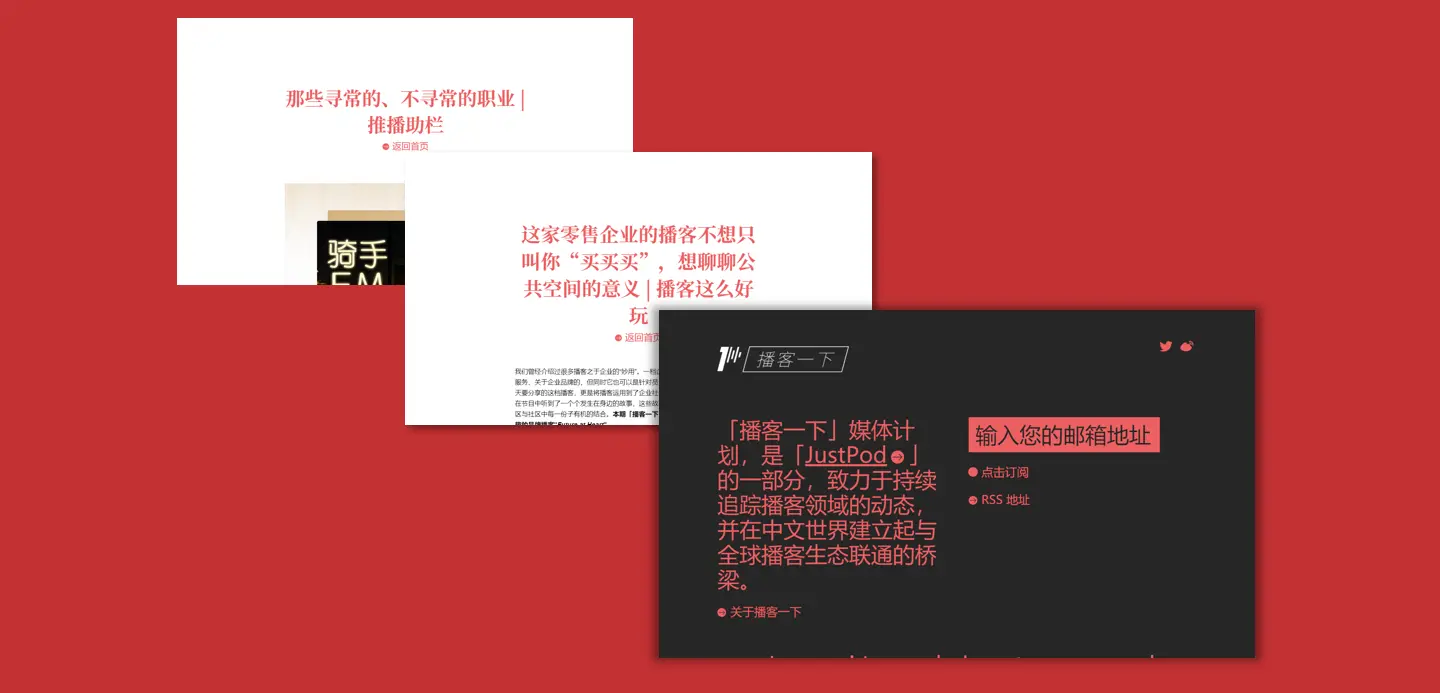 那些寻常的、不寻常的职业 |
推播助栏
返回首页
骑手
这家零售企业的播客不想只
叫你“买买买”，想聊聊公
共空间的意义 | 播客这么好
玩
返回首页
我们曾经介绍过很多播客之于企业的“妙用”。一档
服务、关于企业品牌的，但同时它也可以是针对员
天要分享的这档播客，更是将播客运用到了企业社
在节目中听到了一个个发生在身边的故事，这些故
区与社区中每一份子有机的结合。本期「播客一下
播客一下
「播客一下」媒体计
划，是「JustPod」
的一部分，致力于持续
追踪播客领域的动态，
并在中文世界建立起与
全球播客生态联通的桥
梁。
关于播客一下
输入您的邮箱地址
点击订阅
RSS 地址